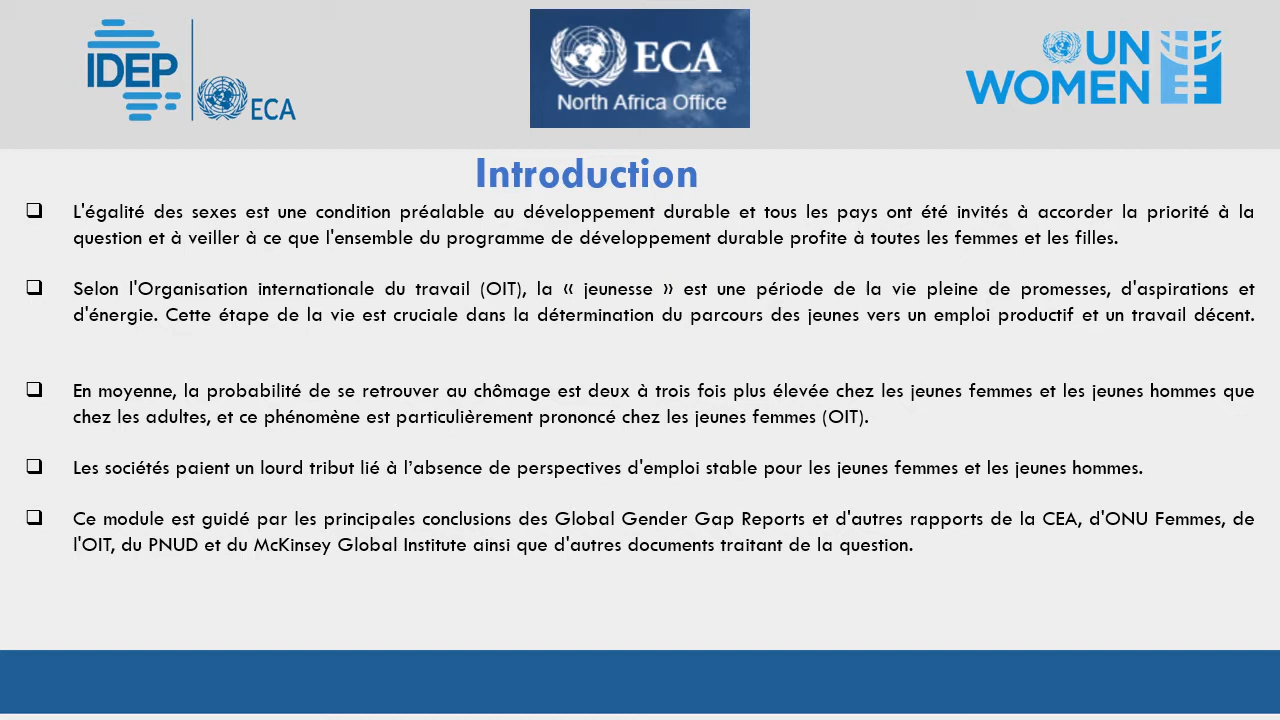 IDEP
ECA
ECA
North Africa Office
UN
WOMEN
Introduction
L'égalité des sexes est une condition préalable au développement durable et tous les pays ont été invités à accorder la priorité à la
question et à veiller à ce que l'ensemble du programme de développement durable profite à toutes les femmes et les filles.
Selon l'Organisation internationale du travail (OIT), la « jeunesse » est une période de la vie pleine de promesses, d'aspirations et
d'énergie. Cette étape de la vie est cruciale dans la détermination du parcours des jeunes vers un emploi productif et un travail décent.
En moyenne, la probabilité de se retrouver au chômage est deux à trois fois plus élevée chez les jeunes femmes et les jeunes hommes que
chez les adultes, et ce phénomène est particulièrement prononcé chez les jeunes femmes (OIT).
Les sociétés paient un lourd tribut lié à l’absence de perspectives d'emploi stable pour les jeunes femmes et les jeunes hommes.
Ce module est guidé par les principales conclusions des Global Gender Gap Reports et d'autres rapports de la CEA, d'ONU Femmes, de
l'OIT, du PNUD et du McKinsey Global Institute ainsi que d'autres documents traitant de la question.